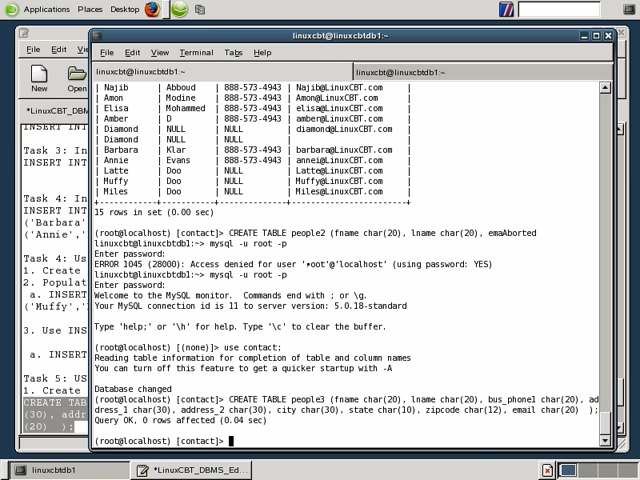 Applications Places Desktop
linuxcbt@linuxcbtdb1:~
File Edit View Terminal Tabs Help
linuxcbt@linuxcbtdb1:~ linuxcbt@linuxcbtdb1:~
File Edit
New Open
*LinuxCBT_DBM
INSERT INT
Task 3: In
INSERT INT
Task 4: In
INSERT INT
('Barbara'
('Annie',
Task 4: Us
1. Create
2. Populat
a. INSERT
('Muffy','
3. Use INS
a. INSERT
Task 5: US
1. Create
CREATE TAB
(30), addr
(20) );
| Najib | Abboud | 888-573-4943 | Najib@LinuxCBT.com |
| Amon | Modine | 888-573-4943 | Amon@LinuxCBT.com |
| Elisa | Mohammed | 888-573-4943 | elisa@LinuxCBT.com |
| Amber | D | 888-573-4943 | amber@LinuxCBT.com |
| Diamond | NULL | NULL | diamond@LinuxCBT.com |
| Diamond | NULL | NULL | |
| Barbara | Klar | 888-573-4943 | barbara@LinuxCBT.com |
| Annie | Evans | 888-573-4943 | annei@LinuxCBT.com |
| Latte | Doo | NULL | Latte@LinuxCBT.com |
| Muffy | Doo | NULL | Muffy@LinuxCBT.com |
| Miles | Doo | NULL | Miles@LinuxCBT.com |
15 rows in set (0.00 sec)
(root@localhost) [contact]> CREATE TABLE people2 (fname char(20), lname char(20), emaAborted
linuxcbt@linuxcbtdb1:~> mysql -u root -p
Enter password:
ERROR 1045 (28000): Access denied for user '•oot'@'localhost' (using password: YES)
linuxcbt@linuxcbtdb1:~> mysql -u root -p
Enter password:
Welcome to the MySQL monitor. Commands end with ; or \g.
Your MySQL connection id is 11 to server version: 5.0.18-standard
Type 'help;' or '\h' for help. Type '\c' to clear the buffer.
(root@localhost) [(none)]> use contact;
Reading table information for completion of table and column names
You can turn off this feature to get a quicker startup with -A
Database changed
(root@localhost) [contact]> CREATE TABLE people3 (fname char(20), lname char(20), bus_phone1 char(20), ad
dress_1 char(30), address_2 char(30), city char(30), state char(10), zipcode char(12), email char(20) );
Query OK, 0 rows affected (0.04 sec)
(root@localhost) [contact]>
linuxcbtdb1 *LinuxCBT_DBMS_Ed...